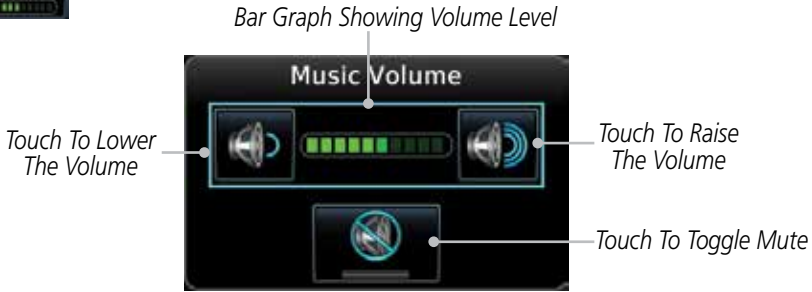 Bar Graph Showing Volume Level
Music Volume
Touch To Lower
The Volume
Touch To Raise
The Volume
Touch To Toggle Mute